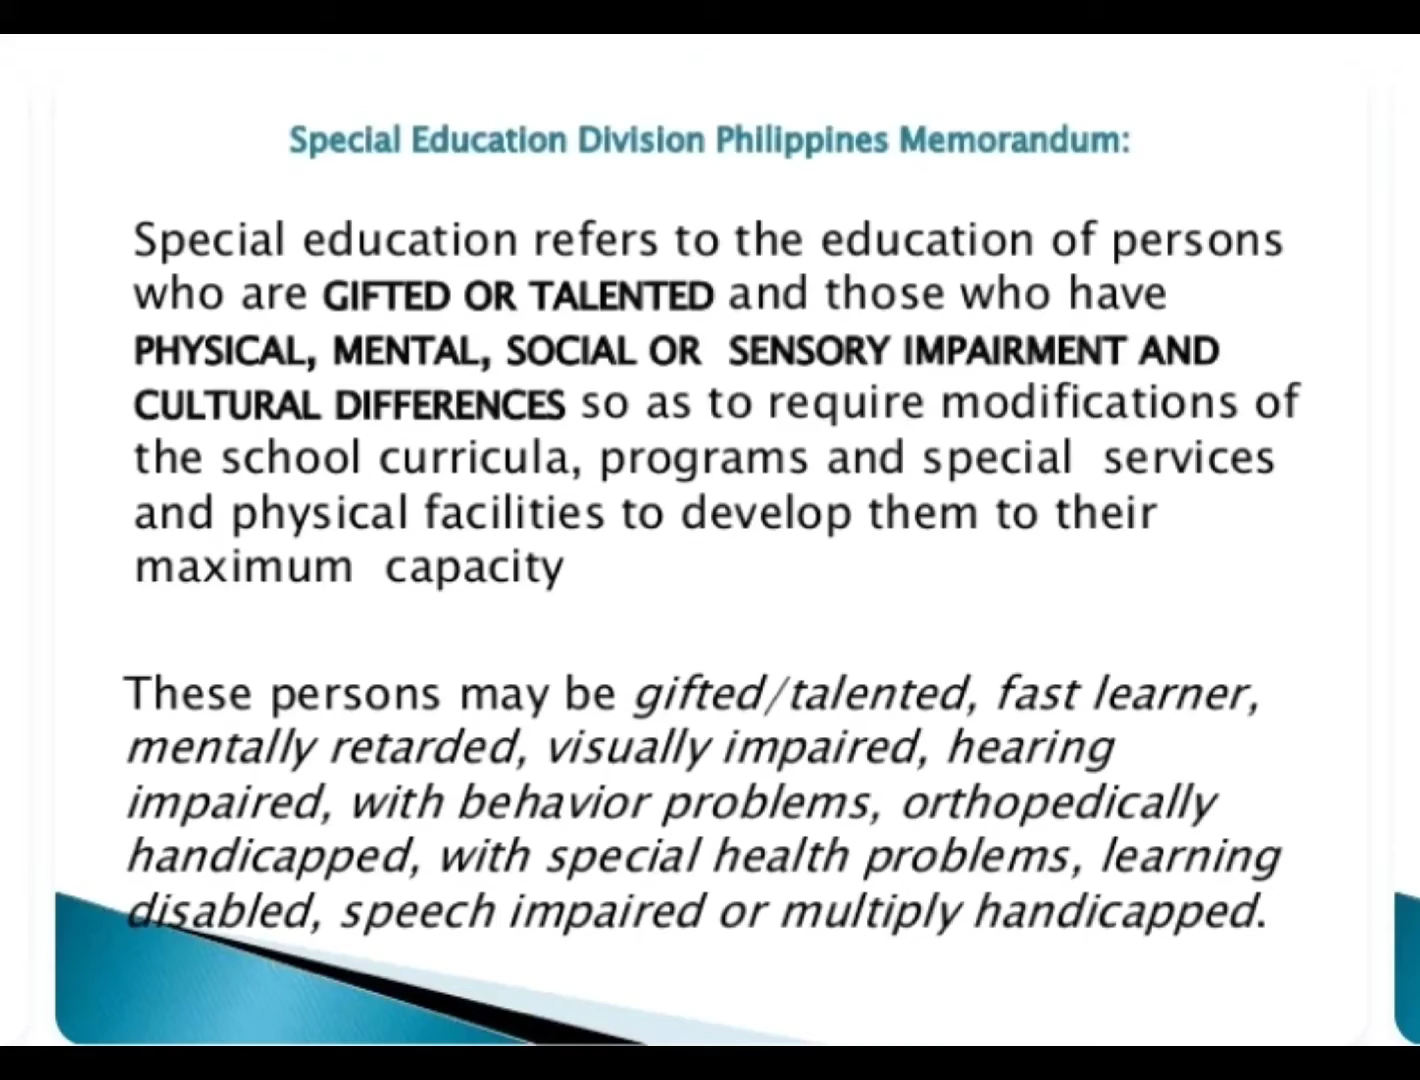 Special Education Division Philippines Memorandum:
Special education refers to the education of persons
who are GIFTED OR TALENTED and those who have
PHYSICAL, MENTAL, SOCIAL OR SENSORY IMPAIRMENT AND
CULTURAL DIFFERENCES so as to require modifications of
the school curricula, programs and special services
and physical facilities to develop them to their
maximum capacity
These persons may be gifted/talented, fast learner,
mentally retarded, visually impaired, hearing
impaired, with behavior problems, orthopedically
handicapped, with special health problems, learning
disabled, speech impaired or multiply handicapped.